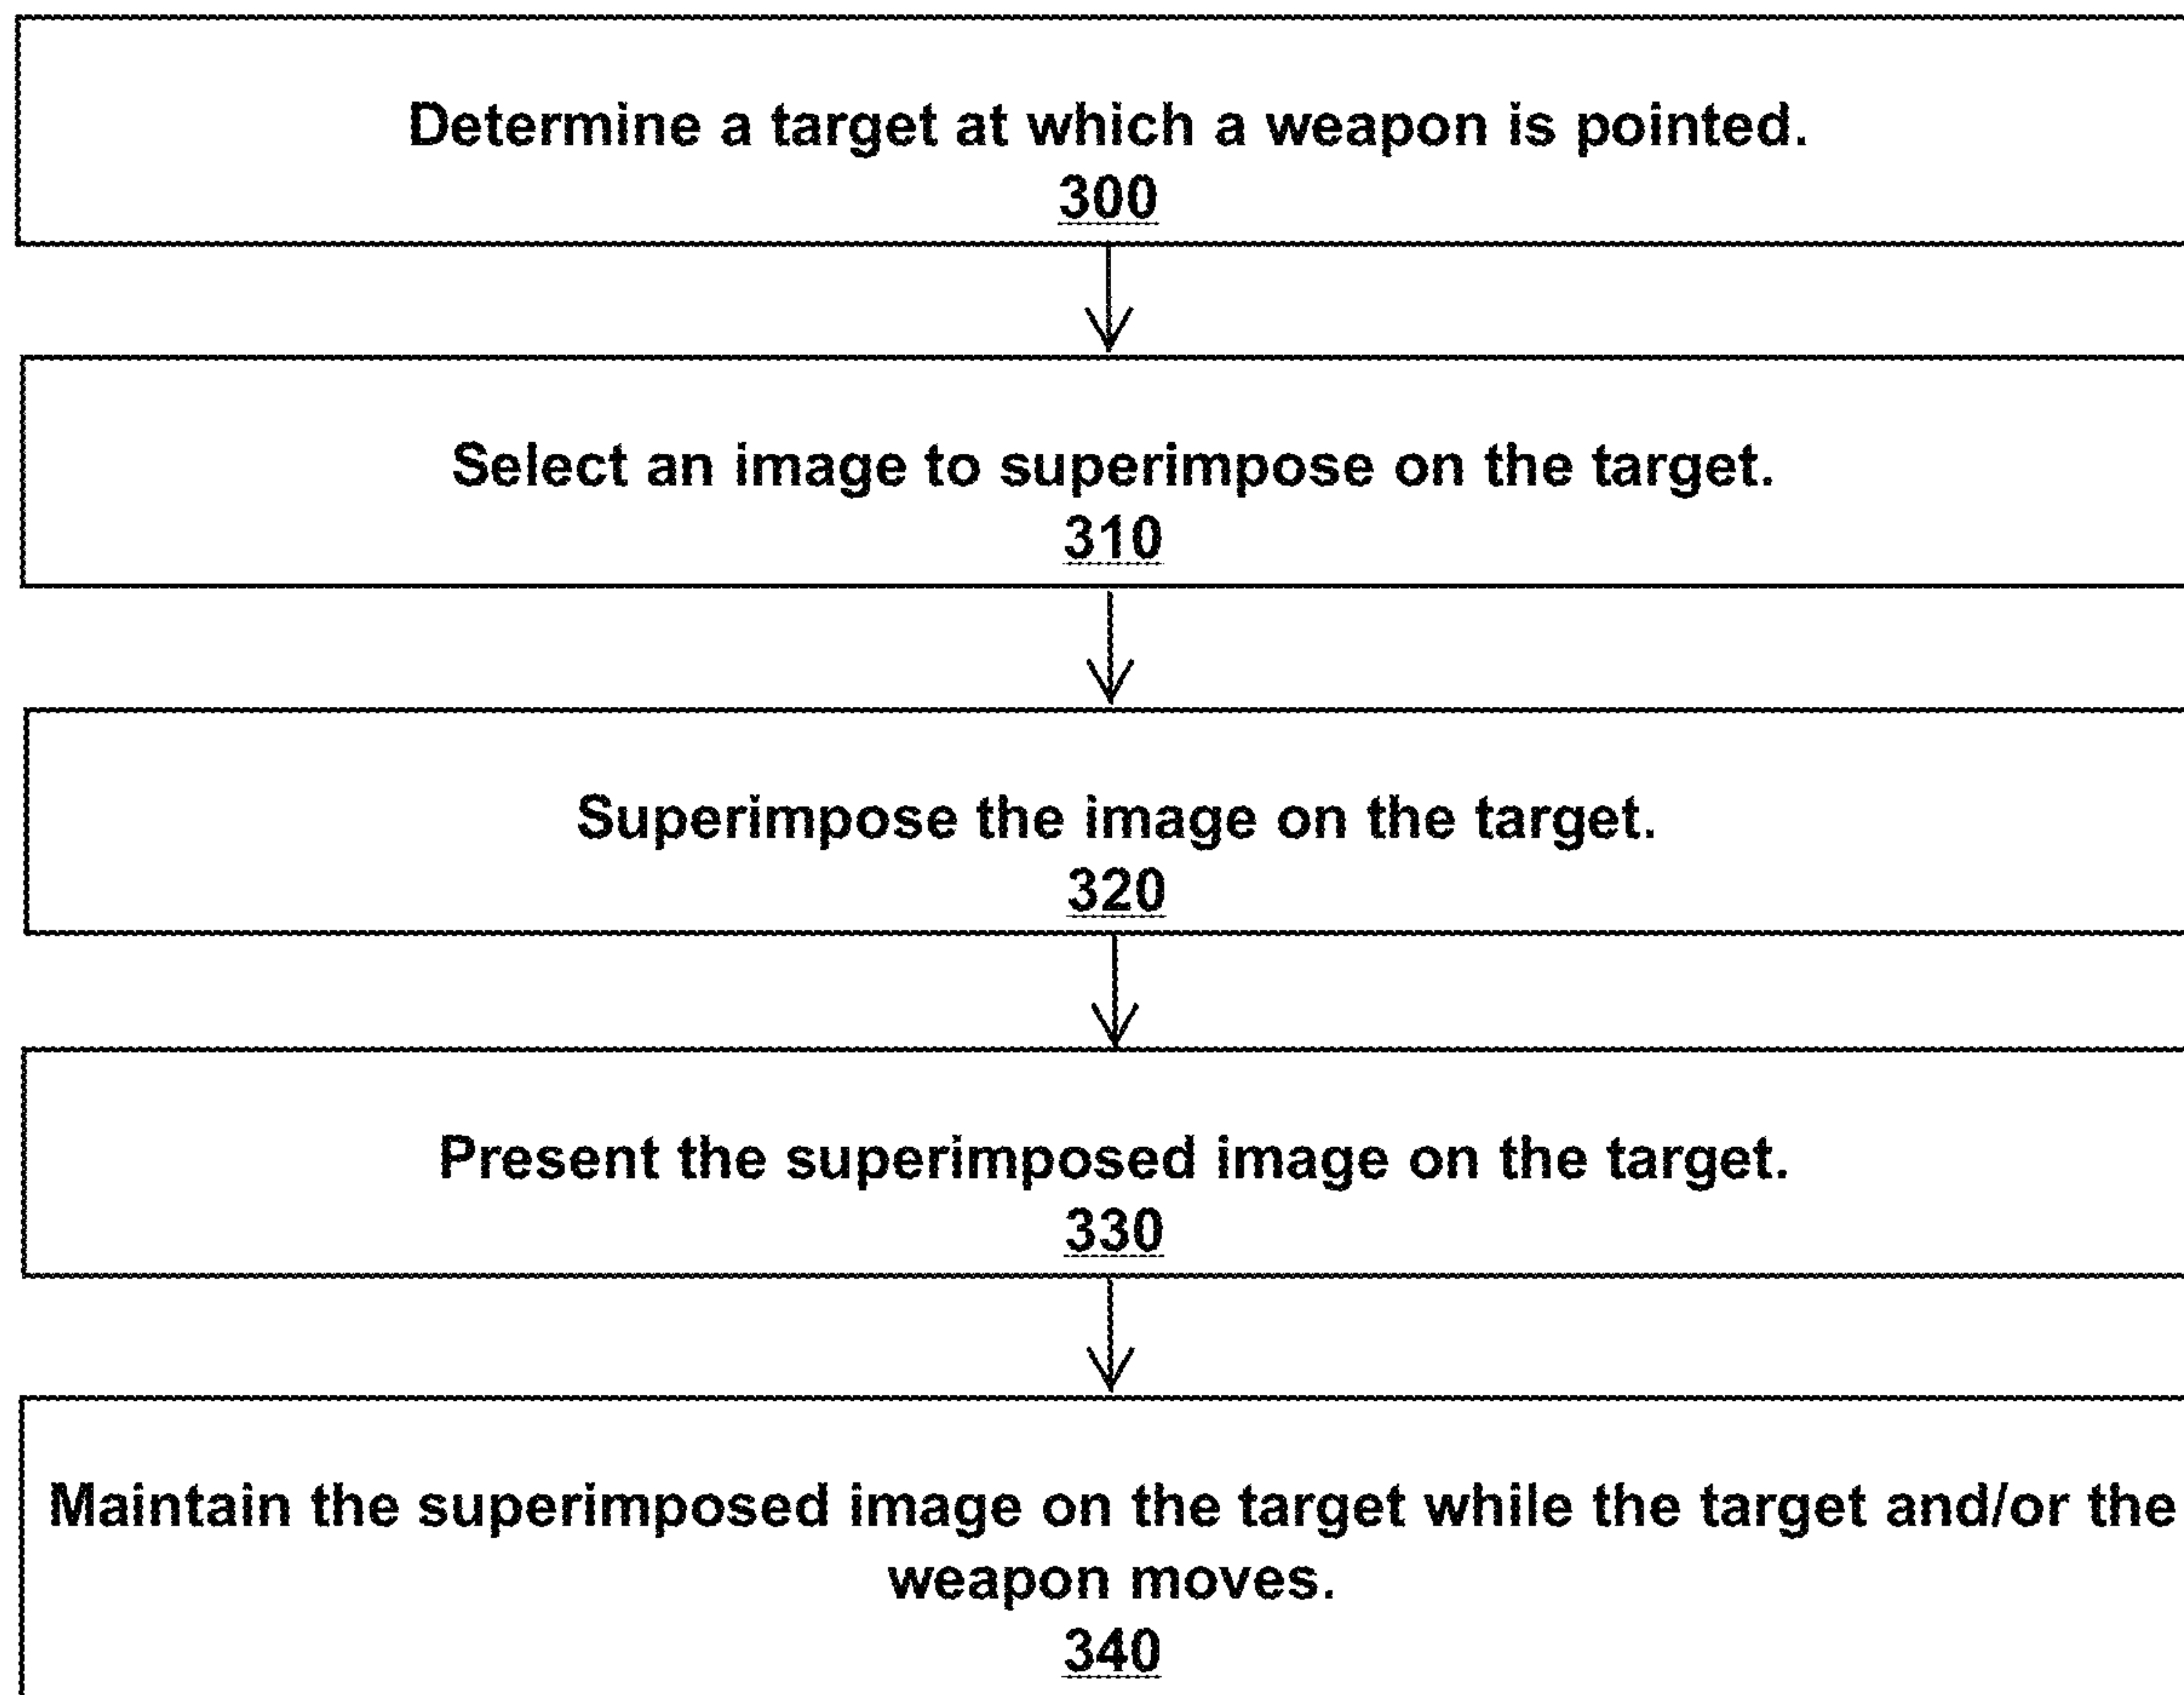 Determine a target at which a weapon is pointed.
300
Select an image to superimpose on the target.
310
Superimpose the image on the target.
320
Present the superimposed image on the target.
330
Maintain the superimposed image on the target while the target and/or the
weapon moves.
340